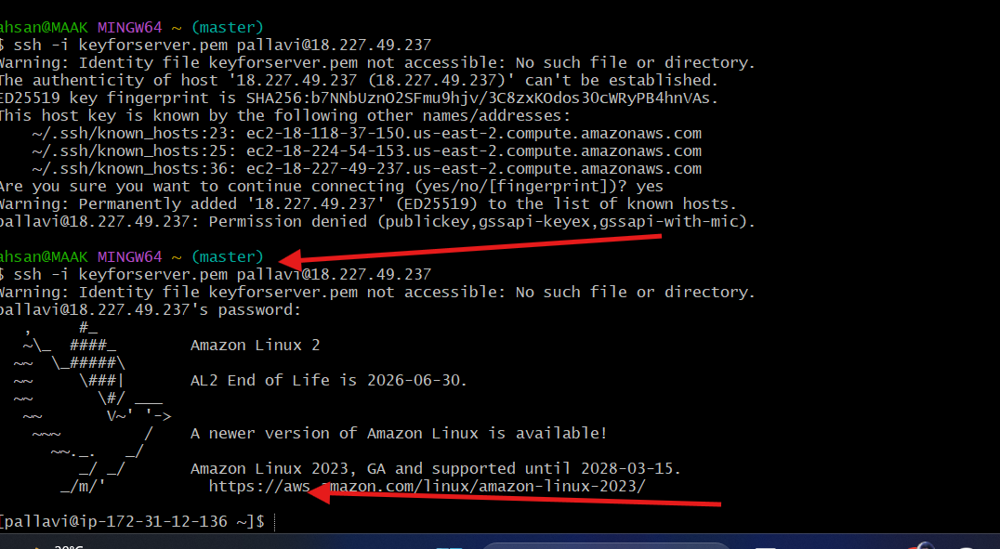 ahsan@MAAK MINGW64 ~ (master)
$ ssh -i keyforserver.pem pallavi@18.227.49.237
Warning: Identity file keyforserver.pem not accessible: No such file or directory.
The authenticity of host '18.227.49.237 (18.227.49.237)' can't be established.
ED25519 key fingerprint is SHA256:b7NNbUznO2SFmu9hjv/3C8zxKOdos3OcWRyPB4hnVAs.
This host key is known by the following other names/addresses:
    ~/.ssh/known_hosts:23: ec2-18-118-37-150.us-east-2.compute.amazonaws.com
    ~/.ssh/known_hosts:25: ec2-18-224-54-153.us-east-2.compute.amazonaws.com
    ~/.ssh/known_hosts:36: ec2-18-227-49-237.us-east-2.compute.amazonaws.com
Are you sure you want to continue connecting (yes/no/[fingerprint])? yes
Warning: Permanently added '18.227.49.237' (ED25519) to the list of known hosts.
pallavi@18.227.49.237: Permission denied (publickey,gssapi-keyex,gssapi-with-mic).
ahsan@MAAK MINGW64 ~ (master)
$ ssh -i keyforserver.pem pallavi@18.227.49.237
Warning: Identity file keyforserver.pem not accessible: No such file or directory.
pallavi@18.227.49.237's password:
   ,     #_
   ~\_  ####_        Amazon Linux 2
  ~~  \_#####\
  ~~     \###|       AL2 End of Life is 2026-06-30.
  ~~       \#/ ___
   ~~       V~' '->
    ~~~         /    A newer version of Amazon Linux is available!
      ~~._.   _/
         _/ _/       Amazon Linux 2023, GA and supported until 2028-03-15.
       _/m/'           https://aws.amazon.com/linux/amazon-linux-2023/
[pallavi@ip-172-31-12-136 ~]$